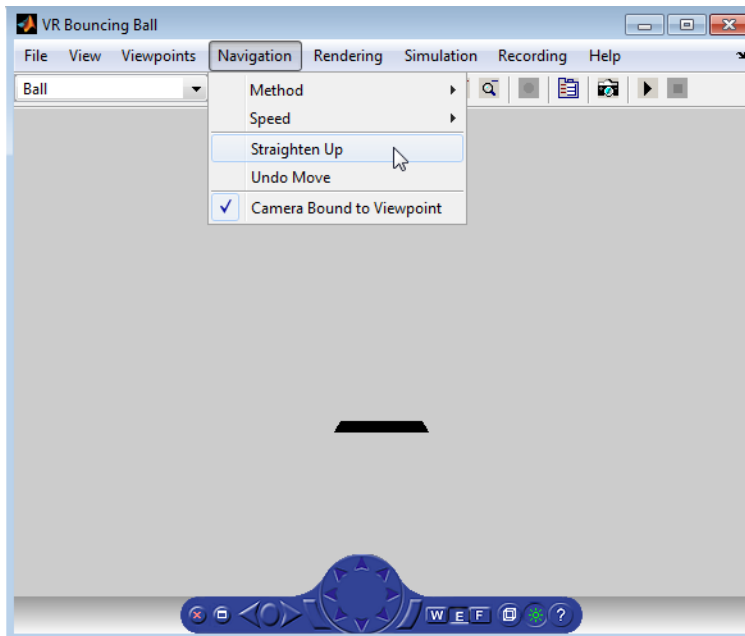 VR Bouncing Ball
File View Viewpoints Navigation Rendering Simulation Recording Help
Ball
Method
Speed
Straighten Up
Undo Move
Camera Bound to Viewpoint
W E F ?